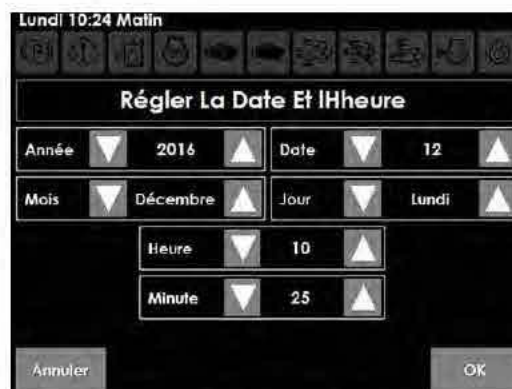 Lundi 10:24 Matin
Régler La Date Et lHheure
Année 2016 Date 12
Mois Décembre Jour Lundi
Heure 10
Minute 25
Annuler OK